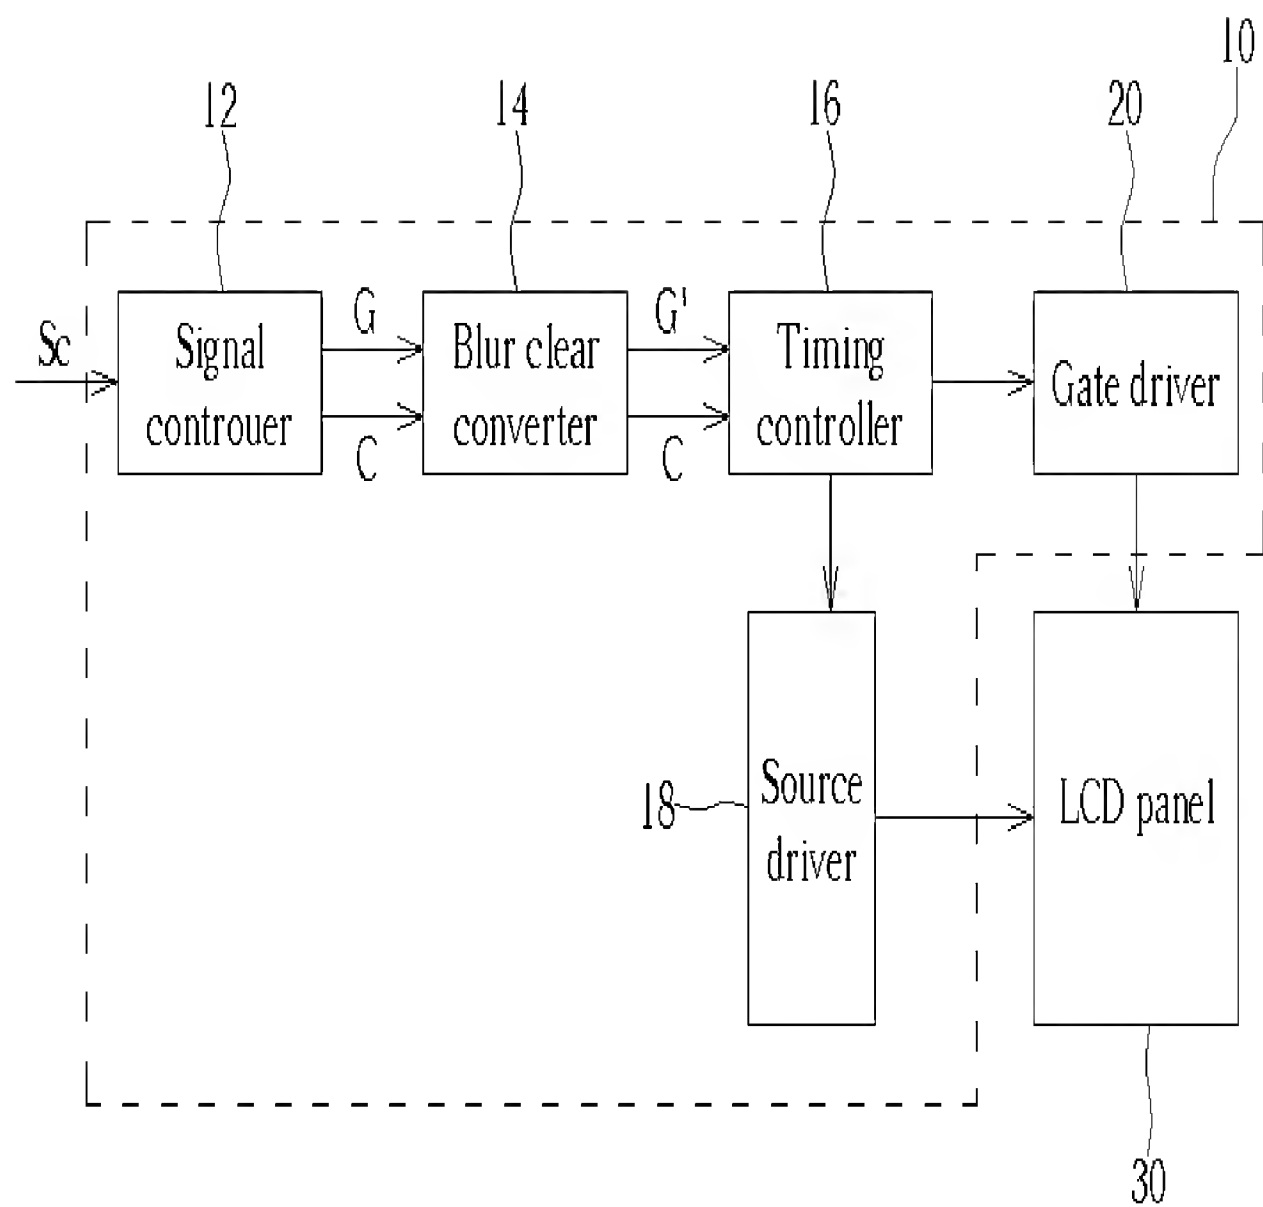 10
12
14
16
20
Sc
G
G'
Signal
controuer
Blur clear
converter
Timing
controller
Gate driver
C
C
18
Source
driver
LCD panel
30